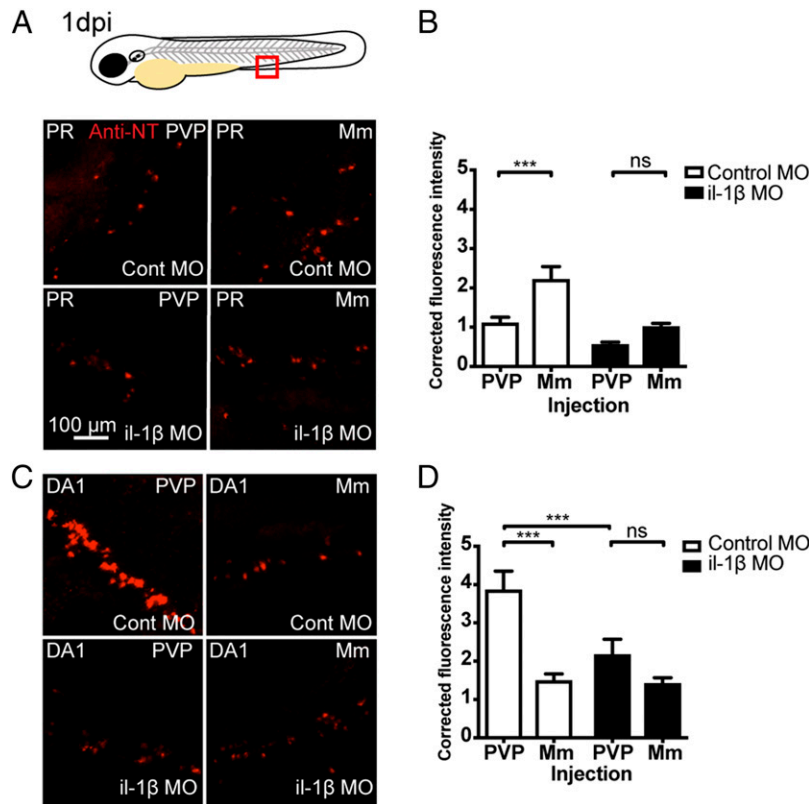 A
1dpi
PR Anti-NT PVP
Cont MO
PR Mm
Cont MO
PR PVP
100 µm
il-1β MO
PR Mm
il-1β MO
B
Corrected fluorescence intensity
5
4
3
2
1
0
***
ns
Control MO
il-1β MO
PVP Mm PVP Mm
Injection
C
DA1 PVP
Cont MO
DA1 Mm
Cont MO
DA1 PVP
il-1β MO
DA1 Mm
il-1β MO
D
Corrected fluorescence intensity
5
4
3
2
1
0
***
***
ns
Control MO
il-1β MO
PVP Mm PVP Mm
Injection